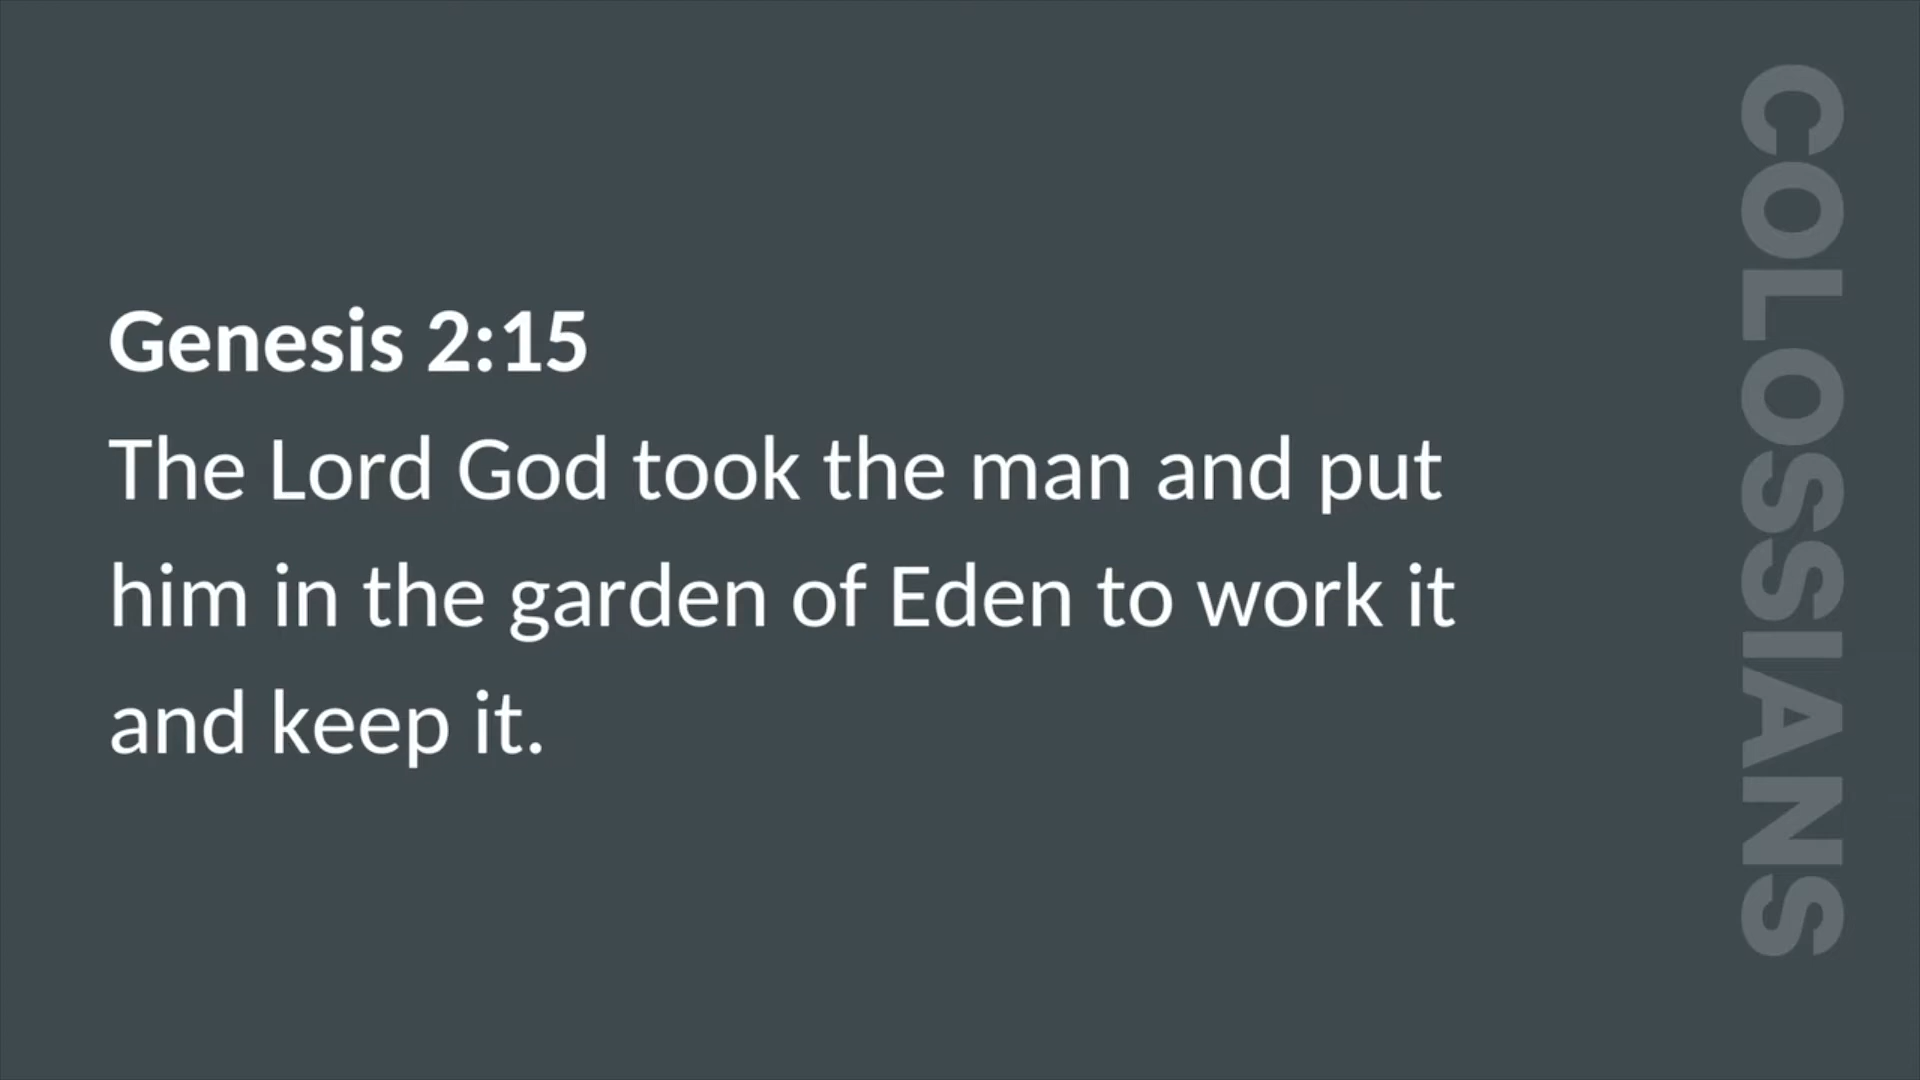 Genesis 2:15
The Lord God took the man and put
him in the garden of Eden to work it
and keep it.
COLOSSIANS